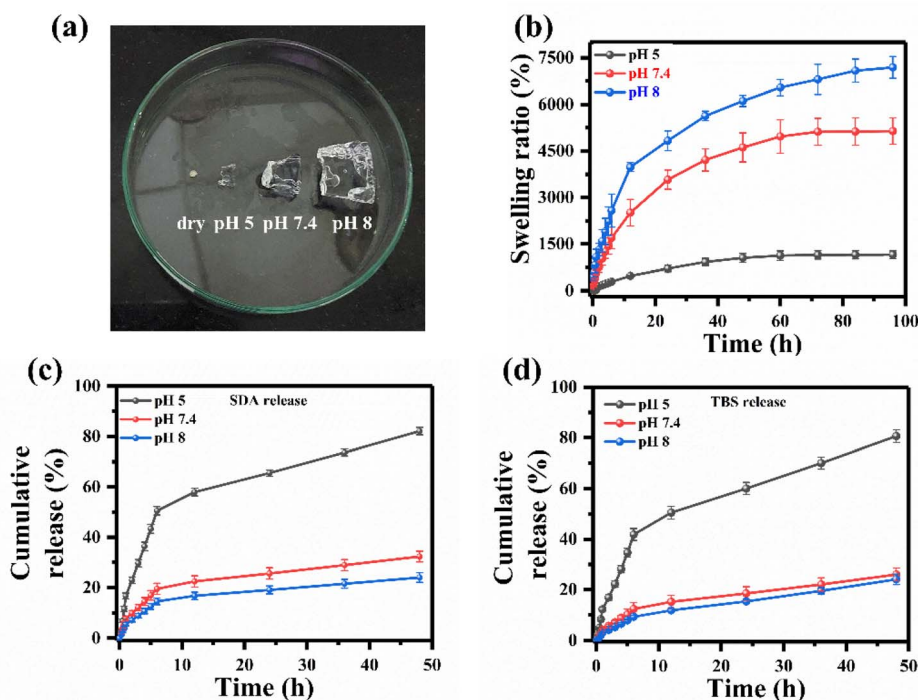 (a)
dry pH 5 pH 7.4 pH 8
(b)
Swelling ratio (%)
7500
6000
4500
3000
1500
0
pH 5
pH 7.4
pH 8
0 20 40 60 80 100
Time (h)
(c)
Cumulative
release (%)
100
80
60
40
20
0
pH 5
pH 7.4
pH 8
SDA release
0 10 20 30 40 50
Time (h)
(d)
Cumulative
release (%)
100
80
60
40
20
0
pH 5
pH 7.4
pH 8
TBS release
0 10 20 30 40 50
Time (h)